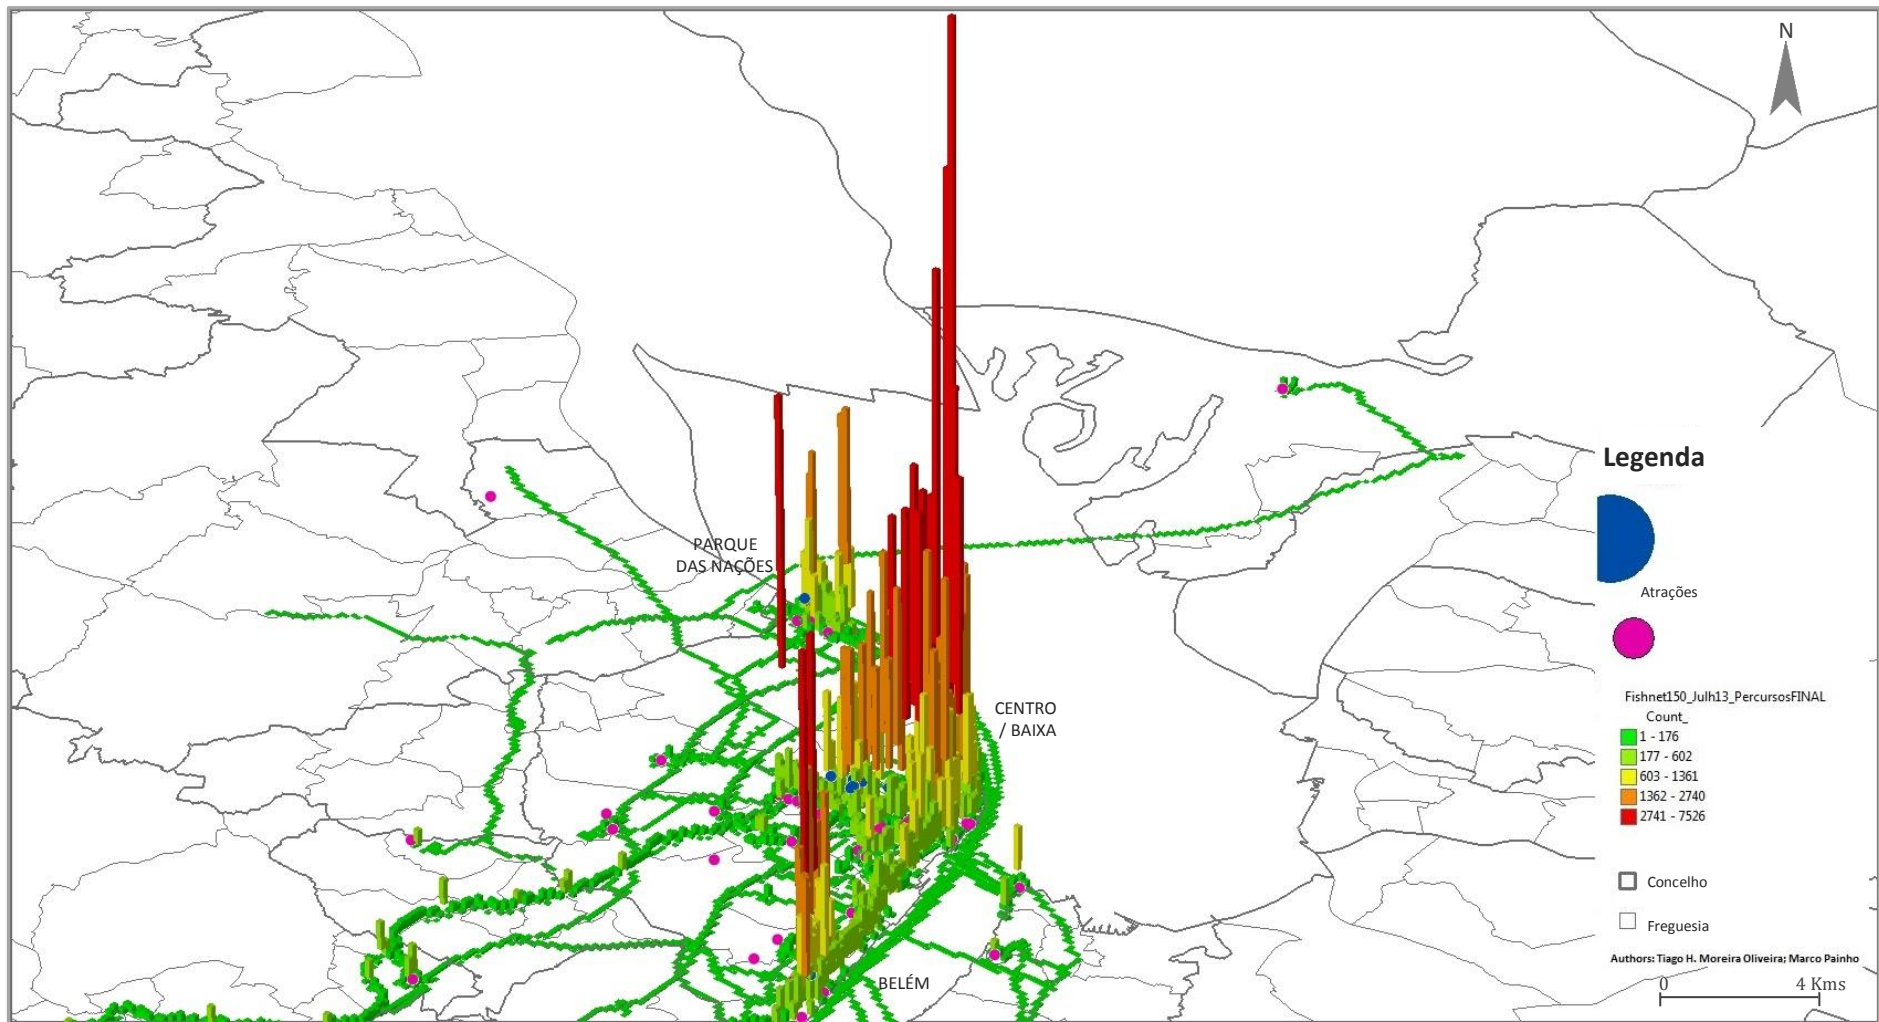 N
PARQUE
DAS NAÇÕES
CENTRO
/ BAIXA
BELÉM
Legenda
Atrações
Fishnet150_Julh13_PercursosFINAL
Count_
1 - 176
177 - 602
603 - 1361
1362 - 2740
2741 - 7526
Concelho
Freguesia
Authors: Tiago H. Moreira Oliveira; Marco Painho
0 4 Kms